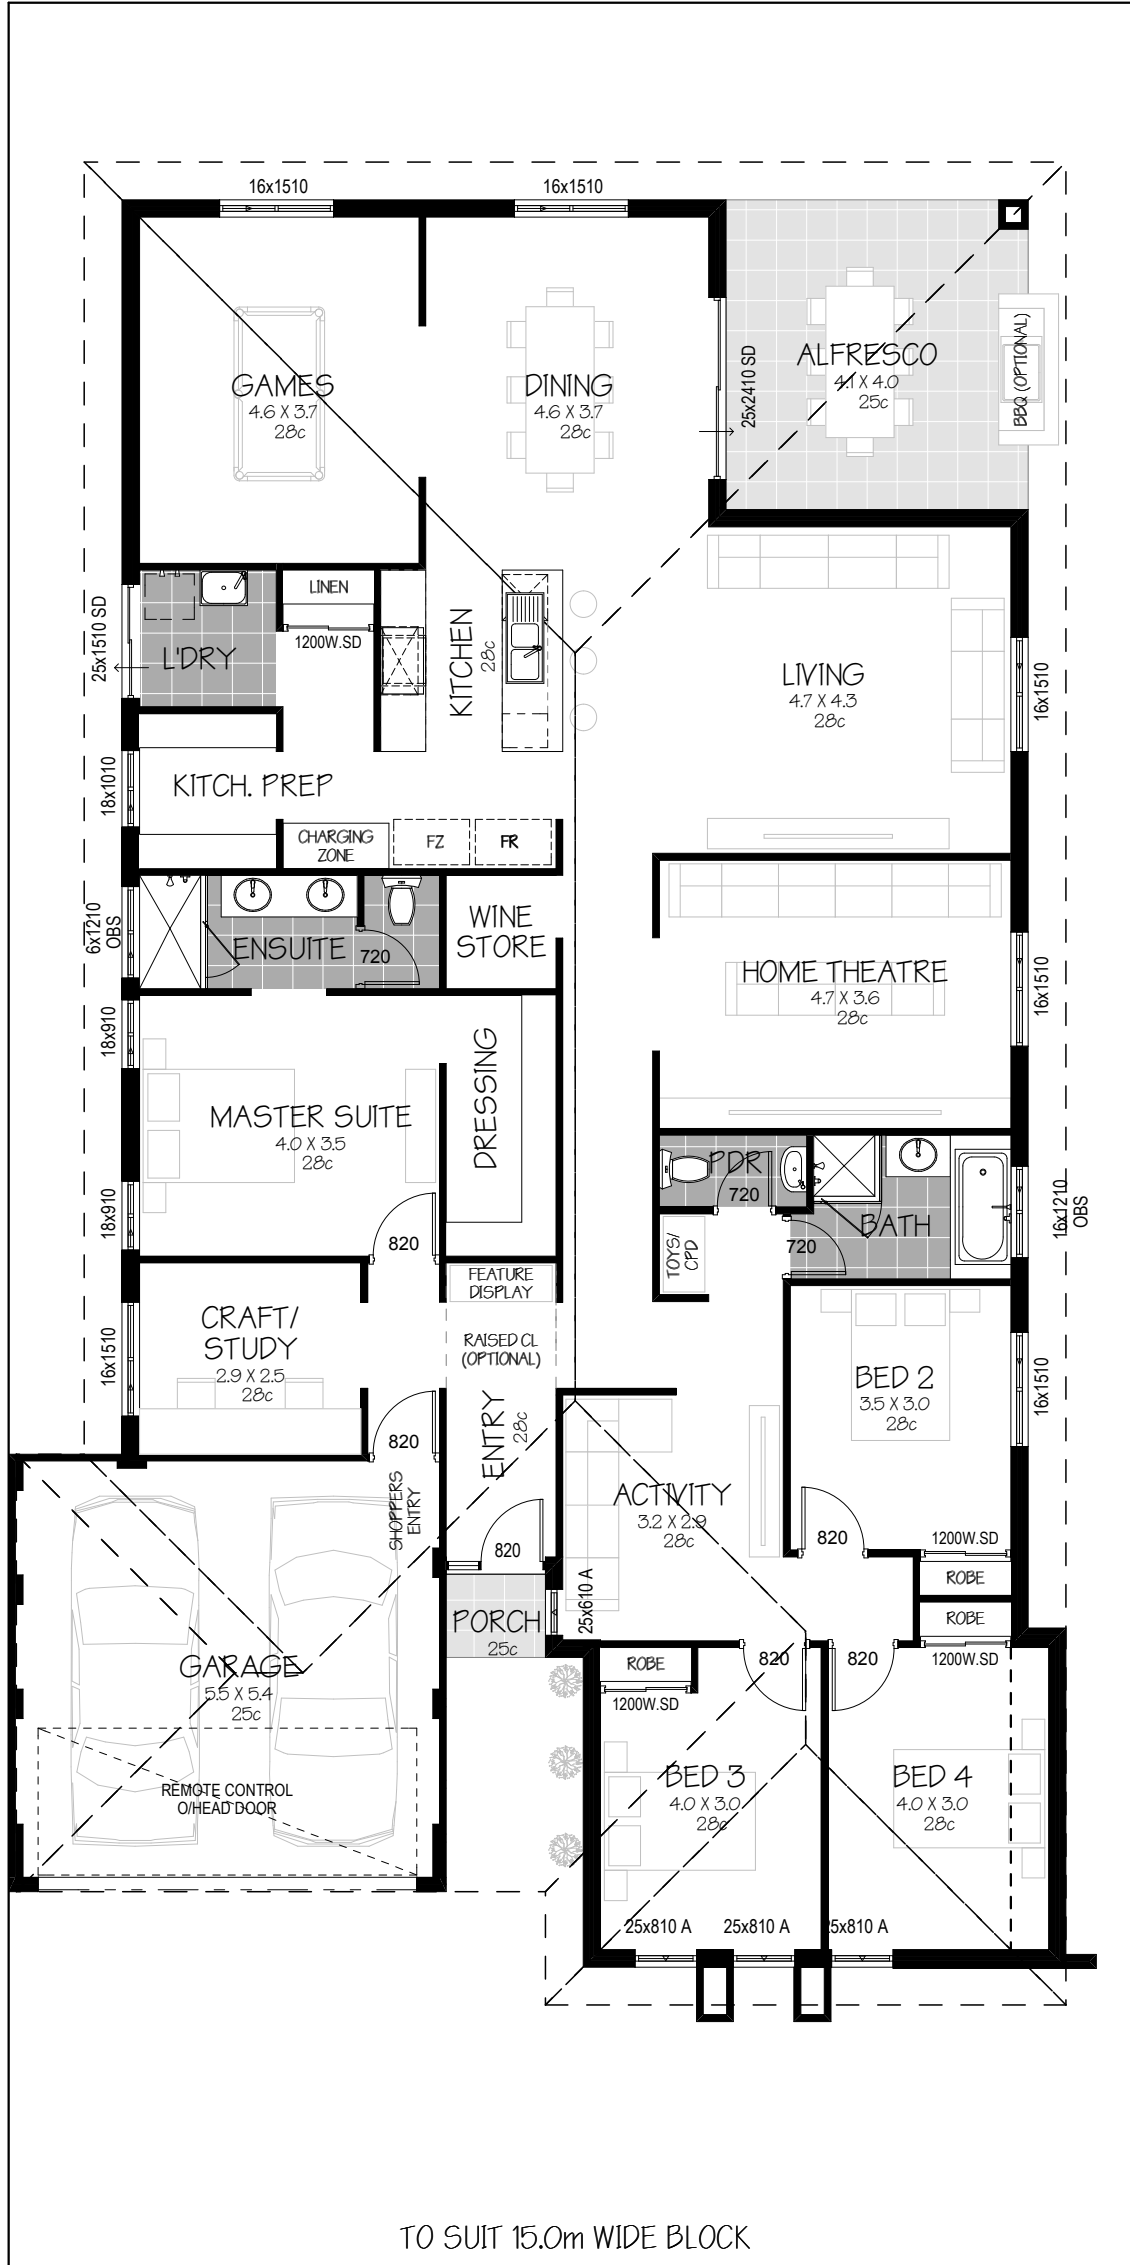 16x1510
16x1510
GAMES
4.6 X 3.7
28c
DINING
4.6 X 3.7
28c
25x2410 SD
ALFRESCO
4.1 X 4.0
25c
BBQ (OPTIONAL)
25x1510 SD
L'DRY
LINEN
1200W.SD
KITCHEN
28c
LIVING
4.7 X 4.3
28c
16x1510
18x1010
KITCH. PREP
CHARGING
ZONE
FZ
FR
6x1210
OBS
ENSUITE
720
WINE
STORE
HOME THEATRE
4.7 X 3.6
28c
16x1510
18x910
MASTER SUITE
4.0 X 3.5
28c
DRESSING
18x910
820
PDR
720
BATH
720
16x1210
OBS
TOYS/
CPD
FEATURE
DISPLAY
RAISED CL
(OPTIONAL)
16x1510
CRAFT/
STUDY
2.9 X 2.5
28c
820
ENTRY
28c
BED 2
3.5 X 3.0
28c
16x1510
SHOPPERS
ENTRY
ACTIVITY
3.2 X 2.9
28c
820
820
1200W.SD
ROBE
ROBE
1200W.SD
25x610 A
PORCH
25c
GARAGE
5.5 X 5.4
25c
REMOTE CONTROL
O/HEAD DOOR
ROBE
1200W.SD
820
820
BED 3
4.0 X 3.0
28c
BED 4
4.0 X 3.0
28c
25x810 A
25x810 A
25x810 A
TO SUIT 15.0m WIDE BLOCK